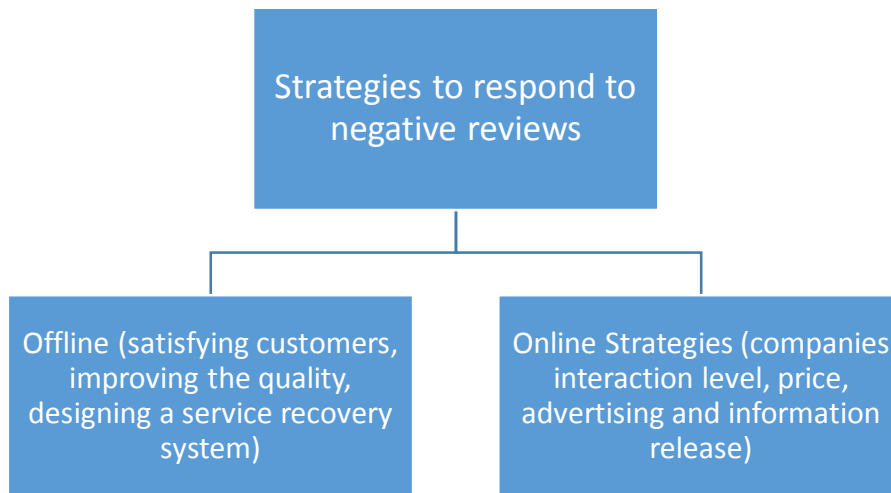 Strategies to respond to
negative reviews
Offline (satisfying customers,
improving the quality,
designing a service recovery
system)
Online Strategies (companies
interaction level, price,
advertising and information
release)